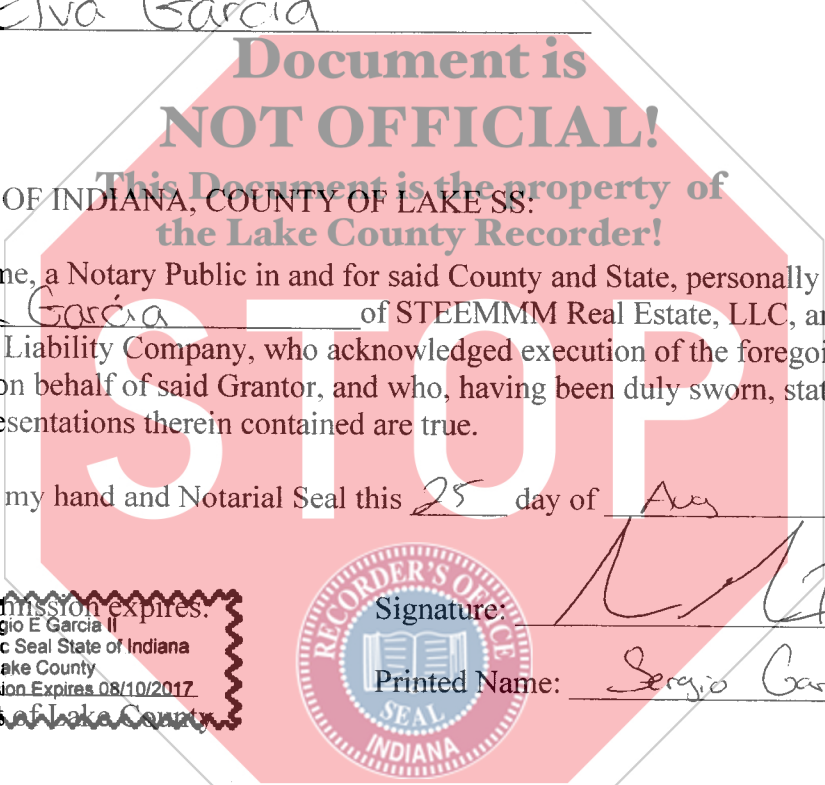 Elva Garcia
Document is
NOT OFFICIAL!
This Document is the property of
the Lake County Recorder!
OF INDIANA, COUNTY OF LAKE SS:
me, a Notary Public in and for said County and State, personally
Garcia of STEEMMM Real Estate, LLC, an
Liability Company, who acknowledged execution of the foregoi
on behalf of said Grantor, and who, having been duly sworn, stat
esentations therein contained are true.
STOP
my hand and Notarial Seal this 25 day of Aug
mission expires:
gio E Garcia II
c Seal State of Indiana
ake County
ion Expires 08/10/2017
of Lake County
RECORDER'S OFFICE
SEAL
INDIANA
Signature:
Printed Name: Sergio Gar